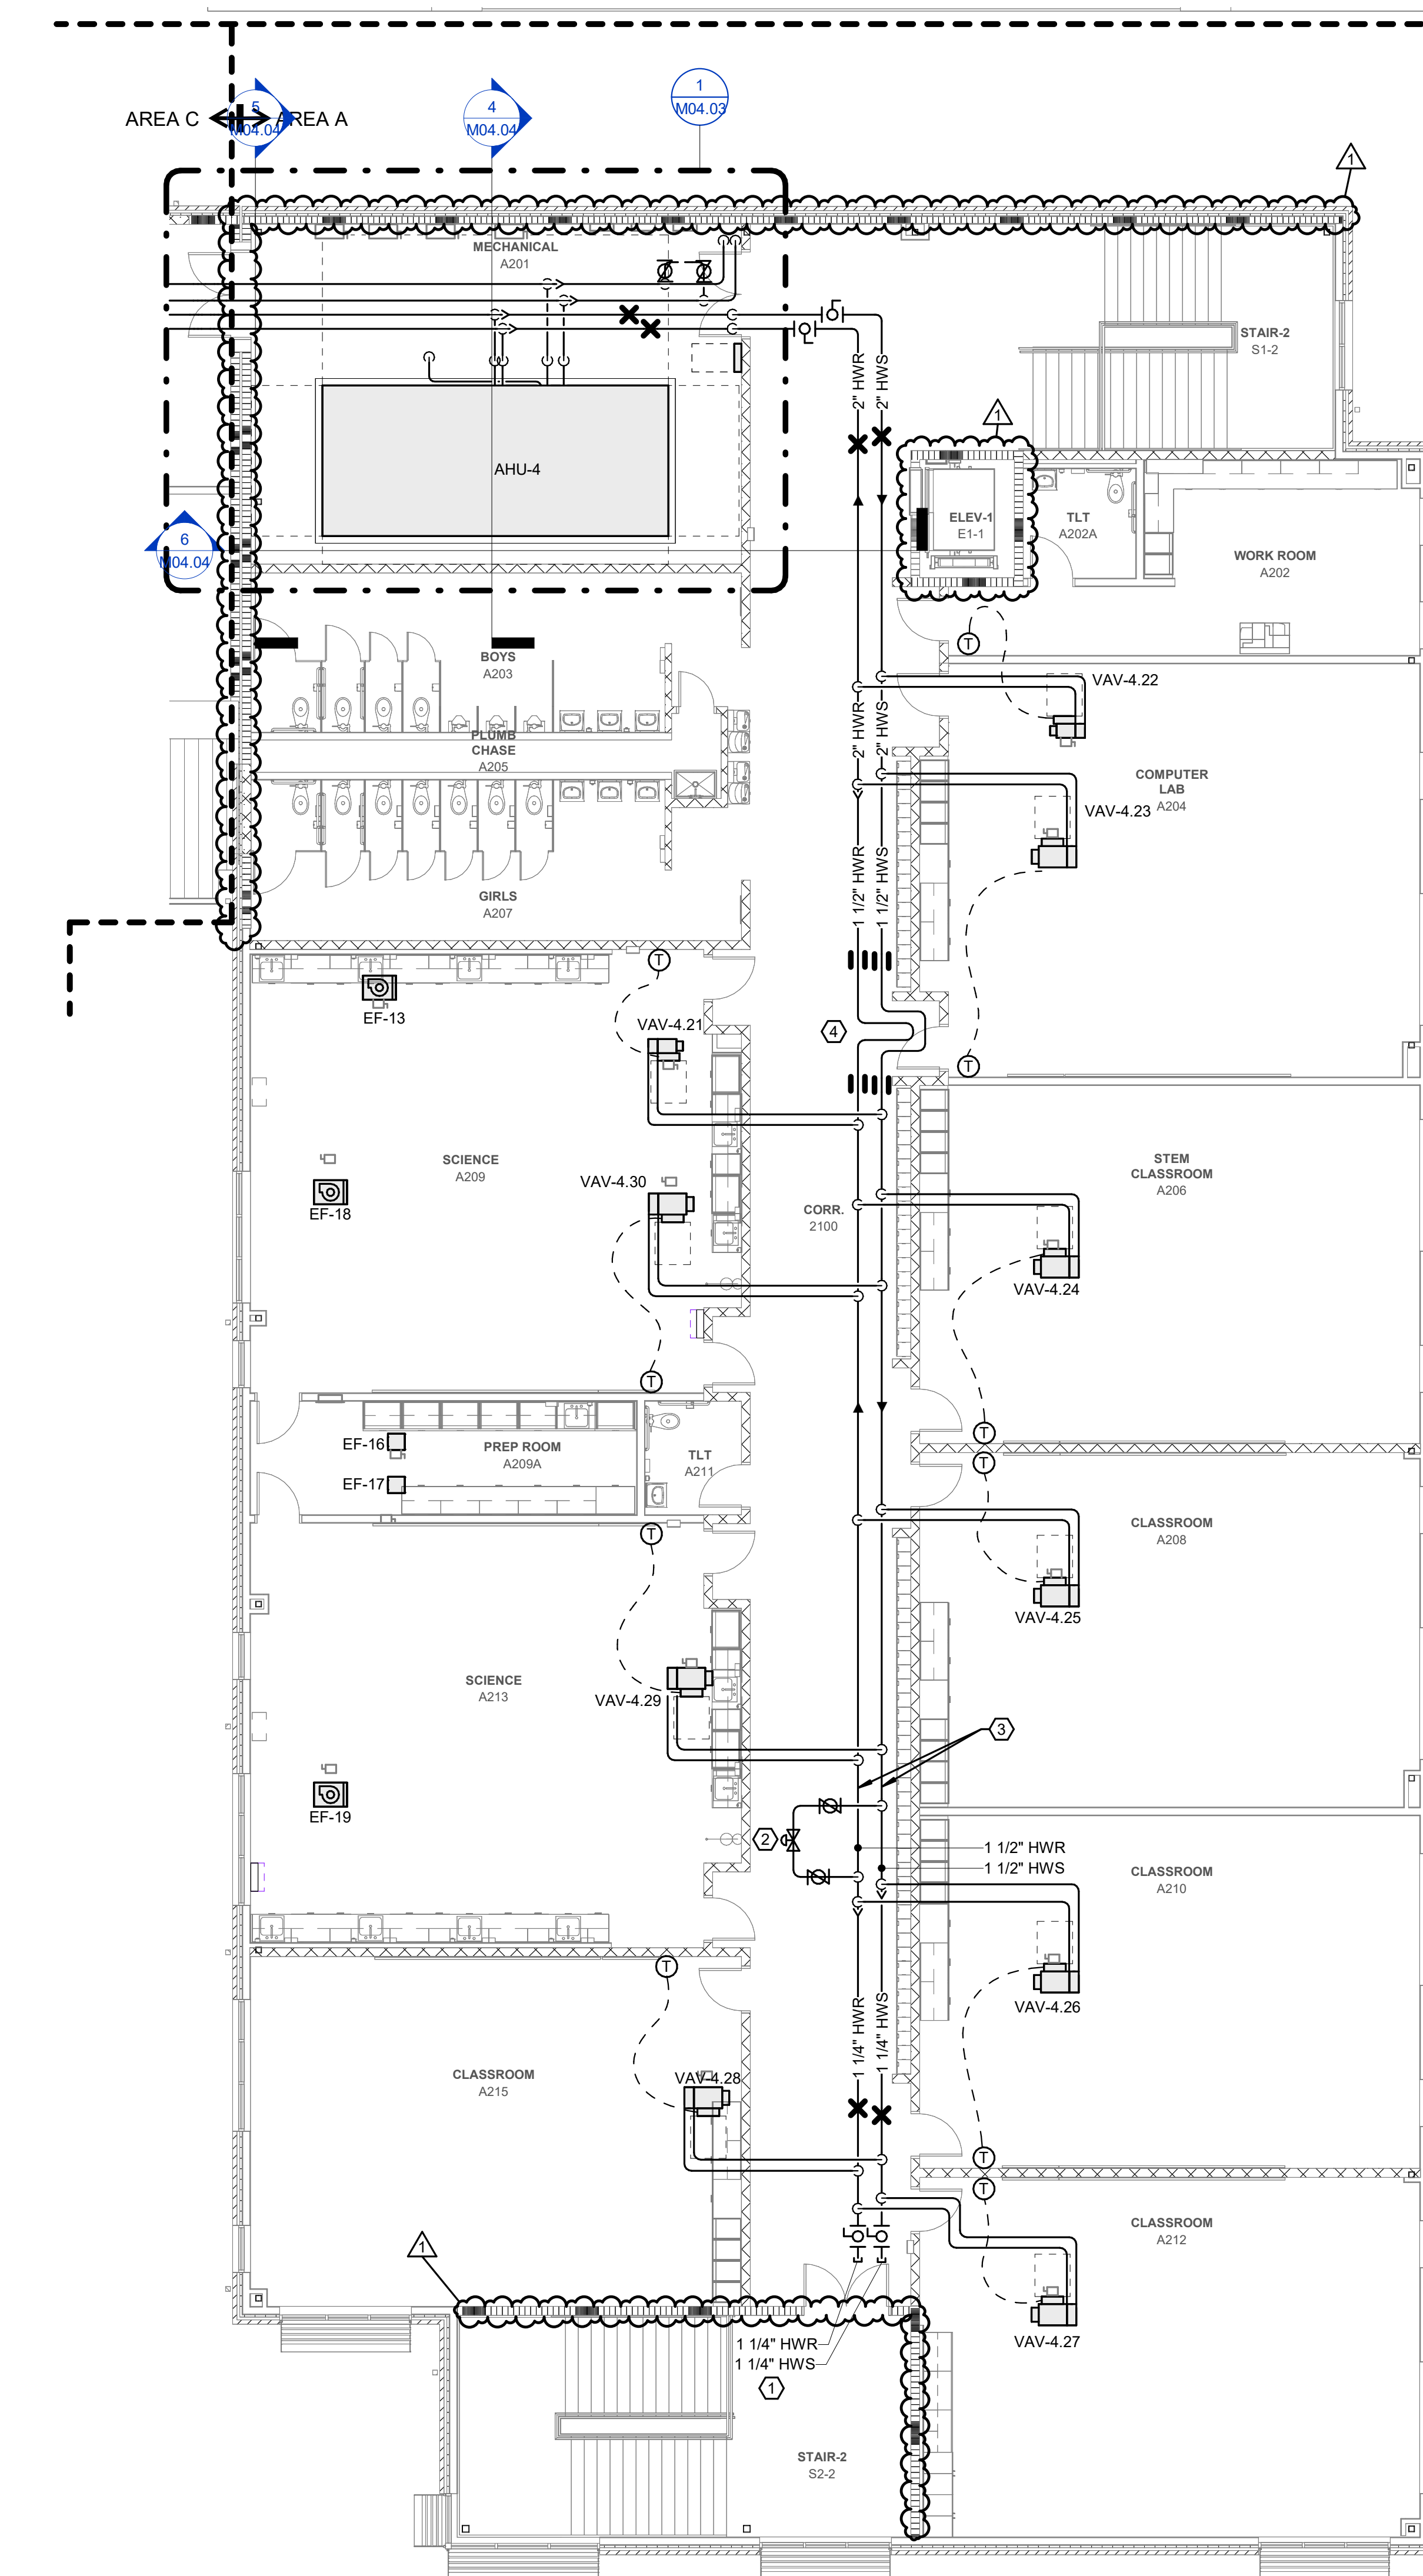 1
M04.03
4
M04.04
5
M04.04
AREA C
AREA A
1
MECHANICAL
A201
STAIR-2
S1-2
2" HWR
2" HWS
1
AHU-4
ELEV-1
E1-1
TLT
A202A
WORK ROOM
A202
6
M04.04
T
BOYS
A203
VAV-4.22
2" HWR
2" HWS
PLUMB
CHASE
A205
COMPUTER
LAB
A204
VAV-4.23
1 1/2" HWR
1 1/2" HWS
GIRLS
A207
T
EF-13
VAV-4.21
4
T
SCIENCE
A209
STEM
CLASSROOM
A206
VAV-4.30
EF-18
CORR.
2100
VAV-4.24
T
T
EF-16
PREP ROOM
A209A
TLT
A211
T
EF-17
CLASSROOM
A208
T
VAV-4.25
SCIENCE
A213
VAV-4.29
3
EF-19
2
1 1/2" HWR
1 1/2" HWS
CLASSROOM
A210
T
VAV-4.26
1 1/4" HWR
1 1/4" HWS
CLASSROOM
A215
VAV-4.28
T
T
CLASSROOM
A212
1
VAV-4.27
1 1/4" HWR
1 1/4" HWS
1
STAIR-2
S2-2